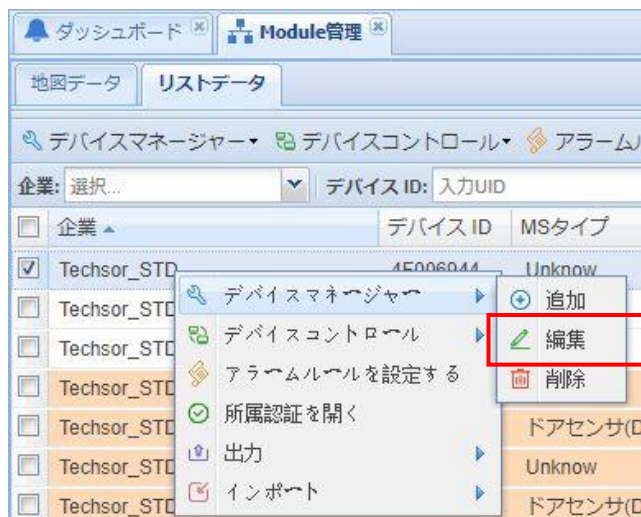 ダッシュボード Module管理
地図データ リストデータ
デバイスマネージャー デバイスコントロール アラーム
企業: 選択... デバイス ID: 入力UID
企業 デバイス ID MSタイプ
Techsor_STD 4F006944 Unknow
デバイスマネージャー 追加
Techsor_STD
デバイスコントロール 編集
Techsor_STD
アラームルールを設定する 削除
Techsor_STD
所属認証を開く
Techsor_STD ドアセンサ(D
出力
Techsor_STD Unknow
インポート
Techsor_STD ドアセンサ(D